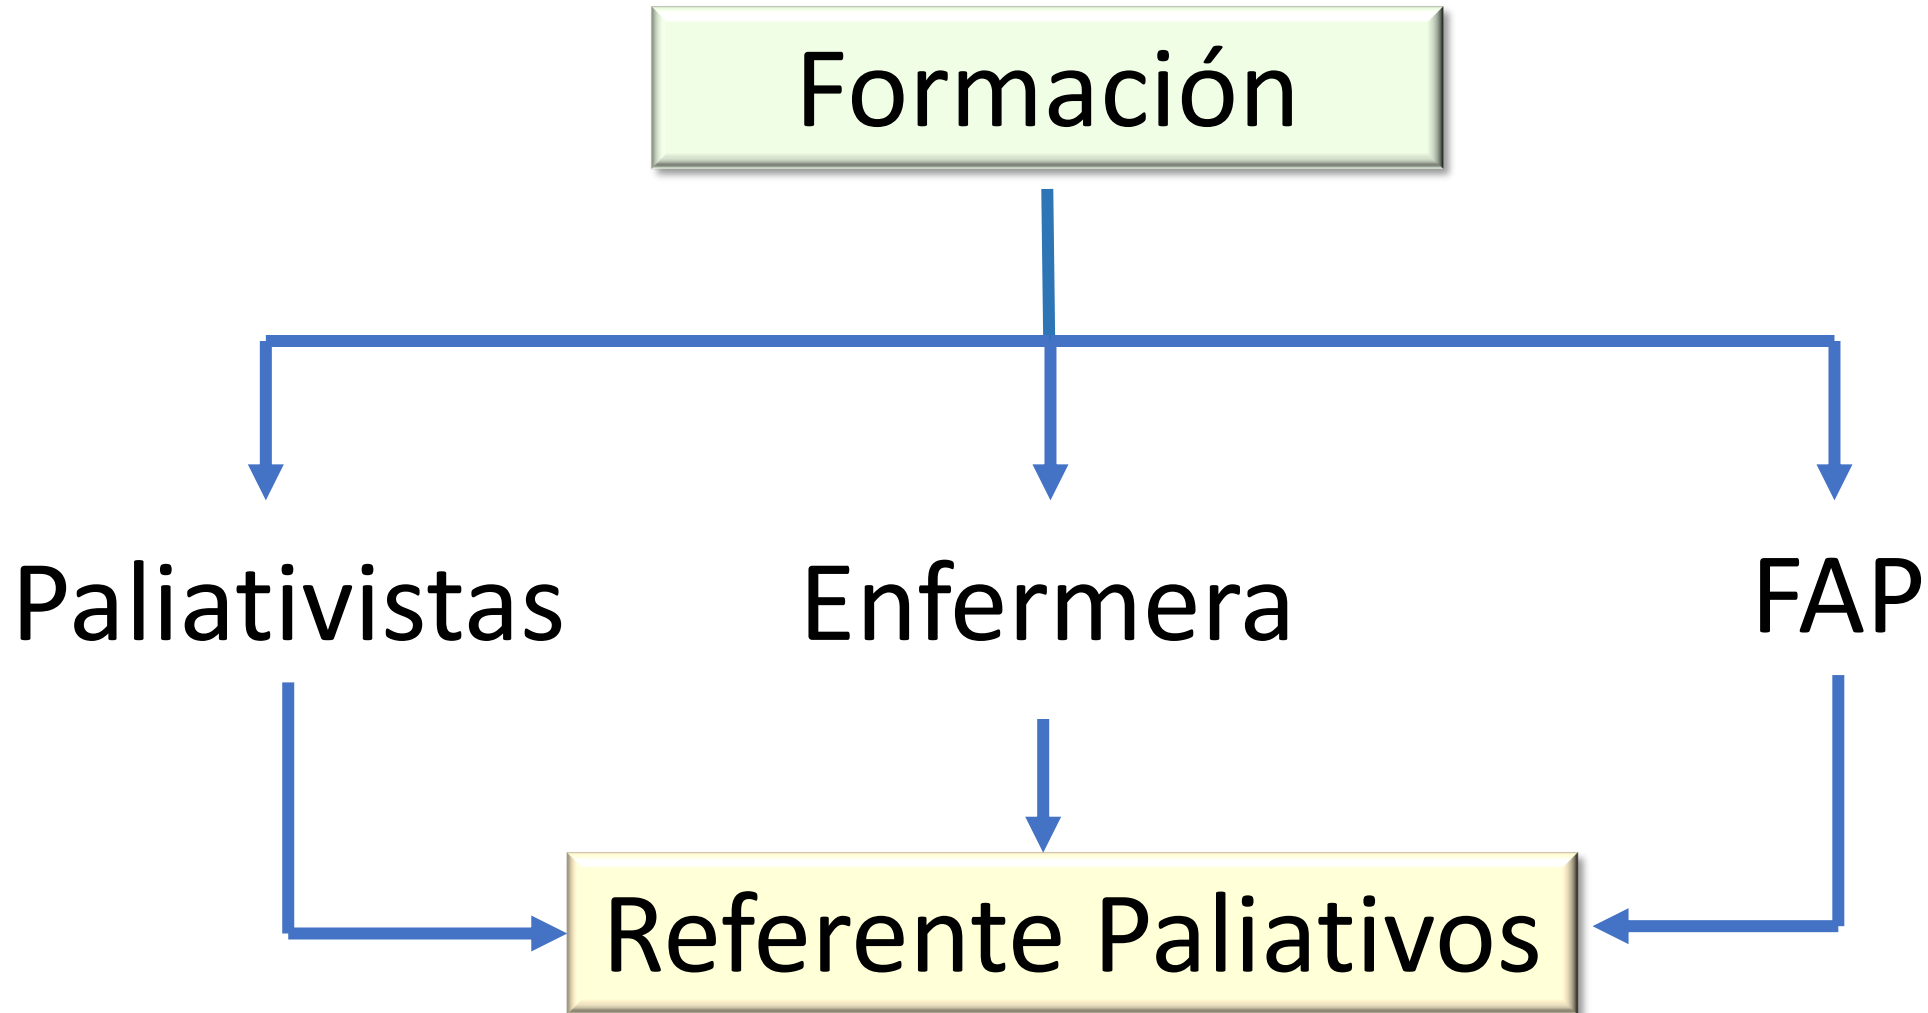 Formación
Paliativistas
Enfermera
FAP
Referente Paliativos